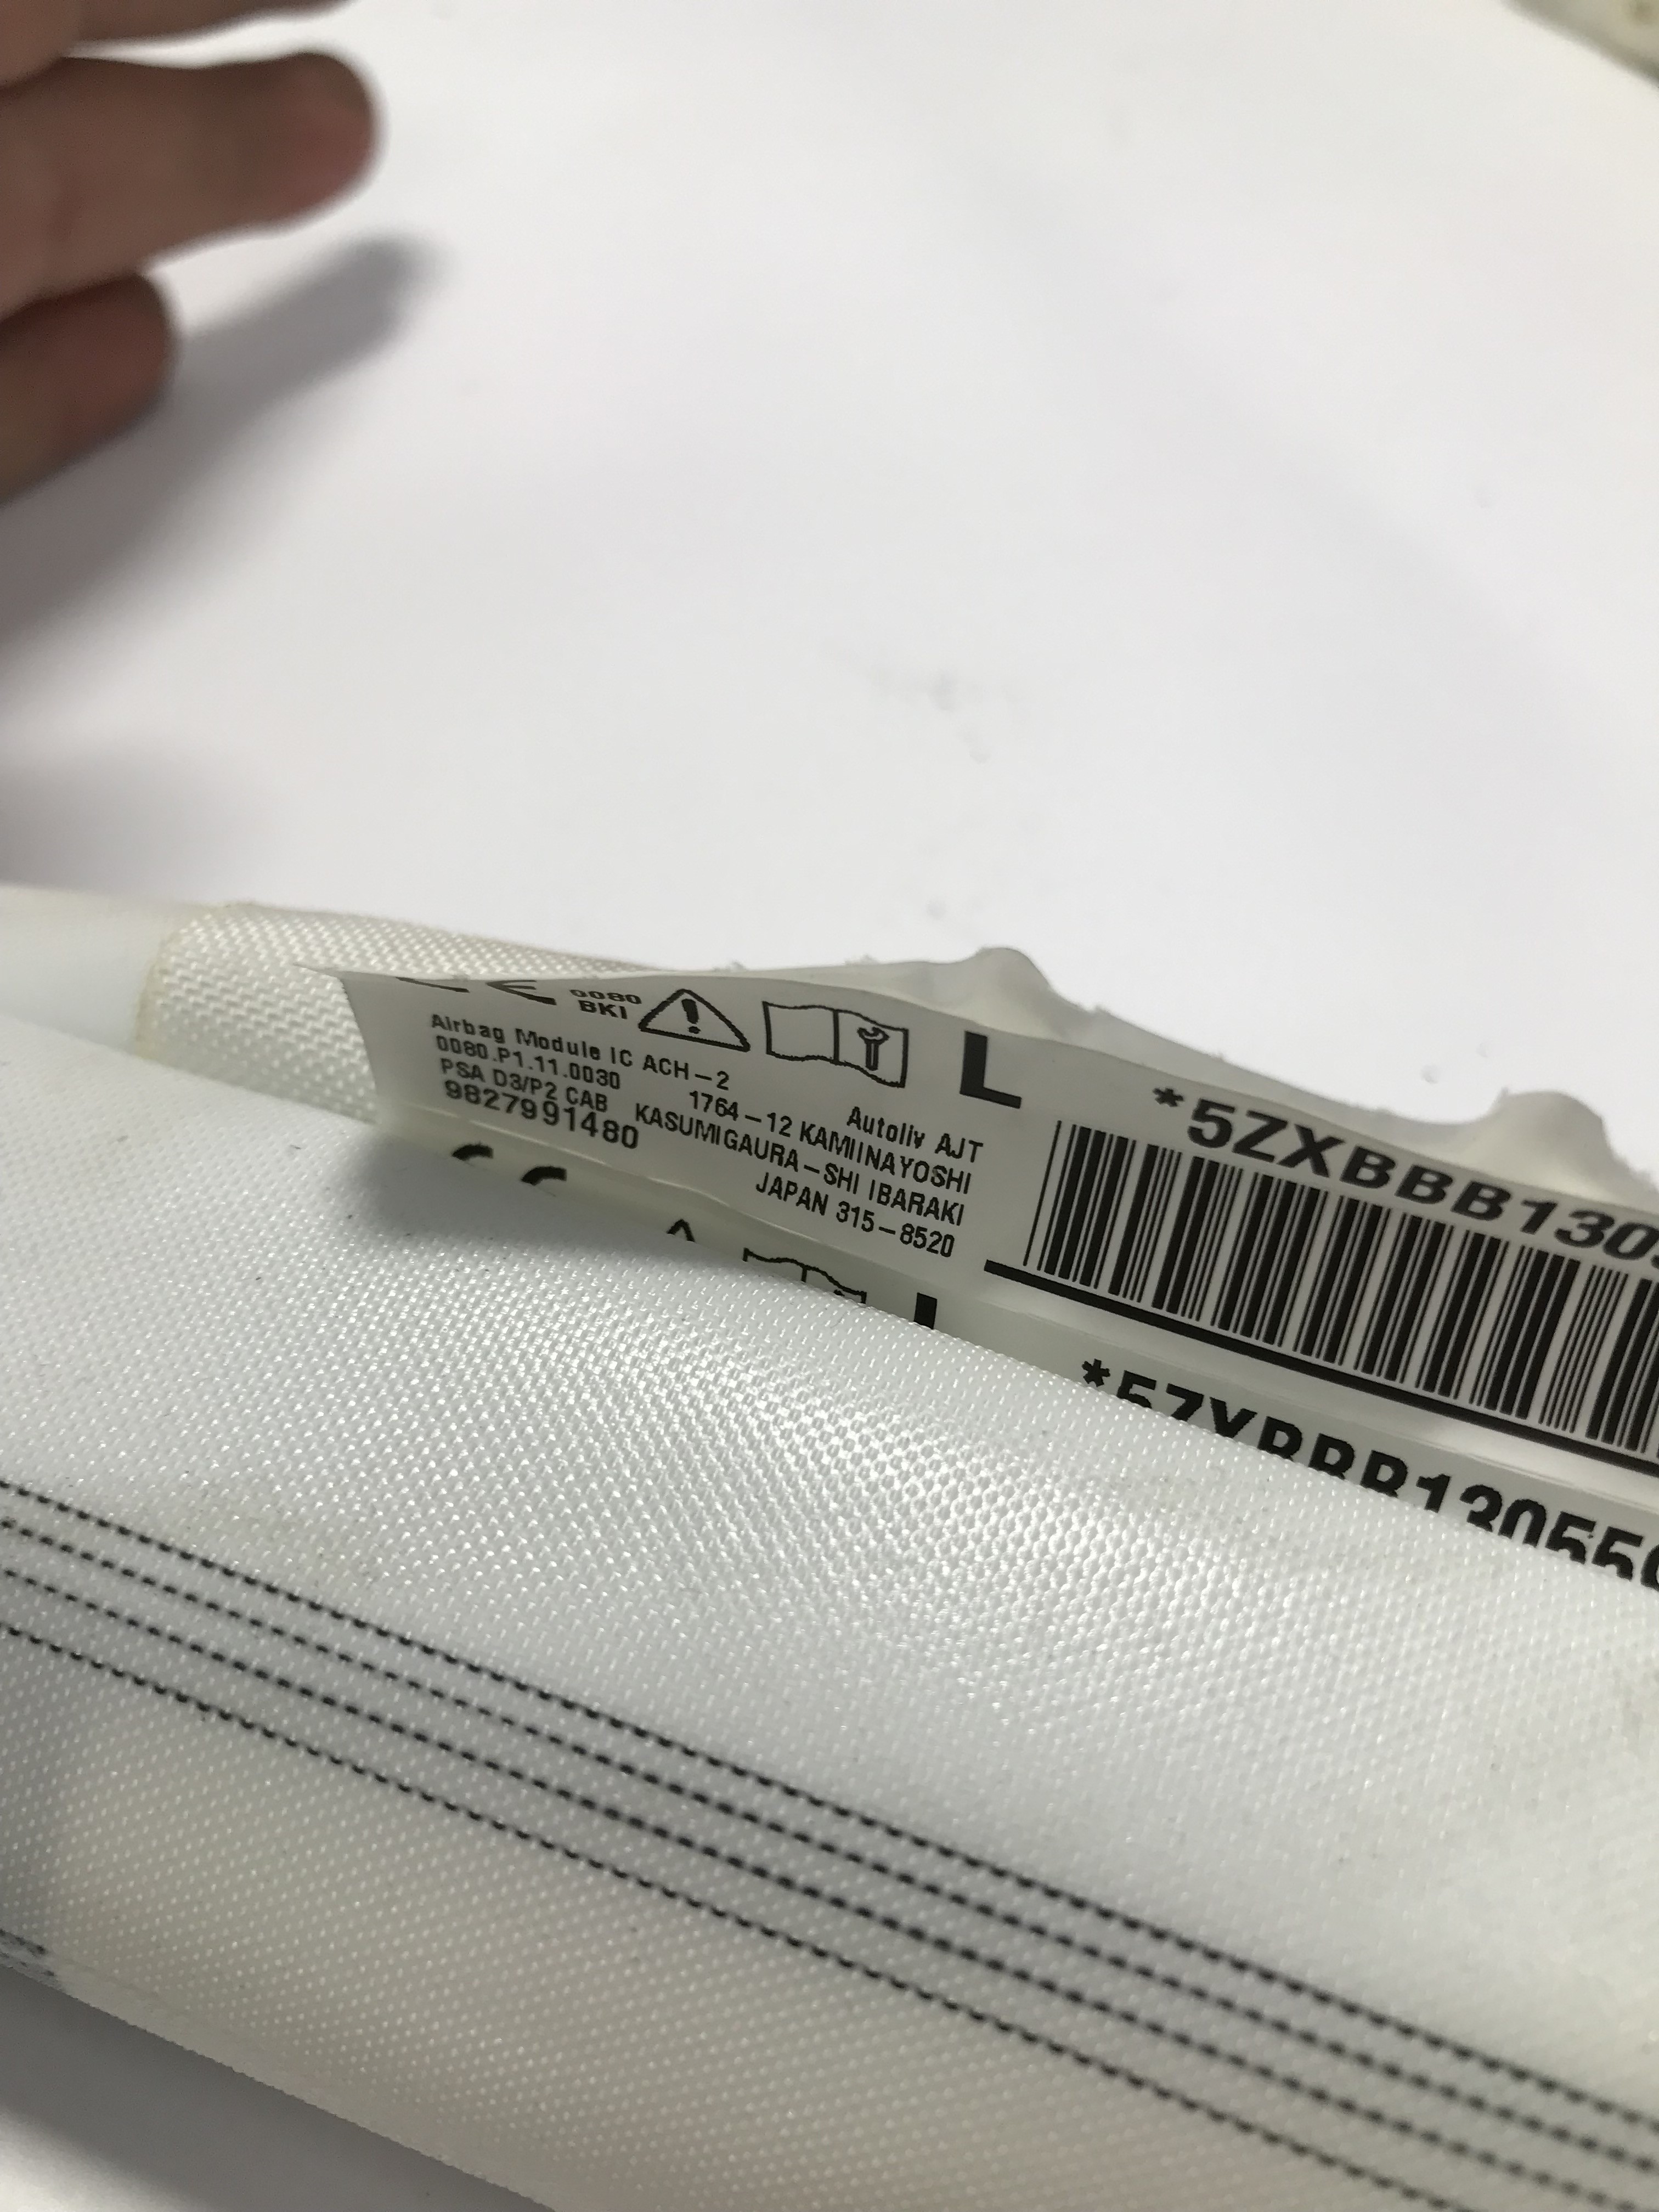 0080
BKI
Airbag Module IC ACH-2
0080.P1.11.0030
PSA D3/P2 CAB
9827991480
Autoliv AJT
1764-12 KAMIINAYOSHI
KASUMIGAURA-SHI IBARAKI
JAPAN 315-8520
L
*5ZXBBB130
L
*5ZXBBB13055